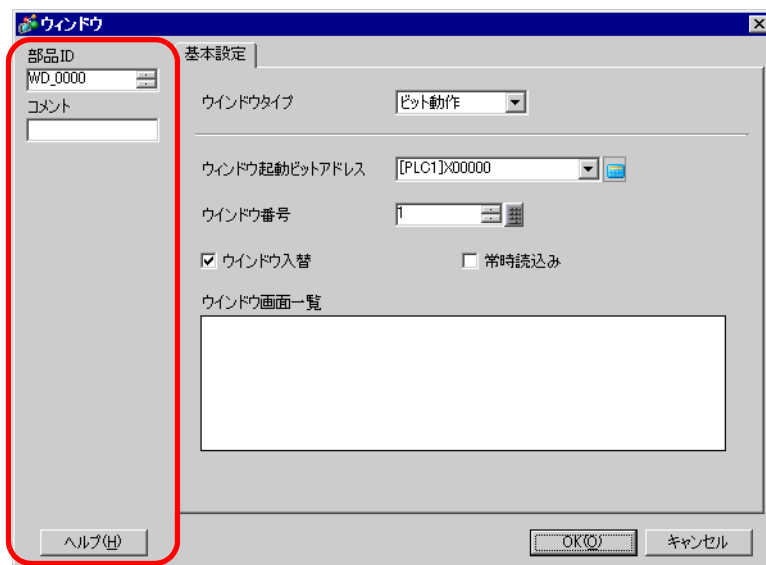 ウィンドウ
部品ID
WD_0000
コメント
ヘルプ(H)
基本設定
ウインドウタイプ
ビット動作
ウィンドウ起動ビットアドレス
[PLC1]X00000
ウインドウ番号
1
ウインドウ入替
常時読込み
ウインドウ画面一覧
OK(O)
キャンセル